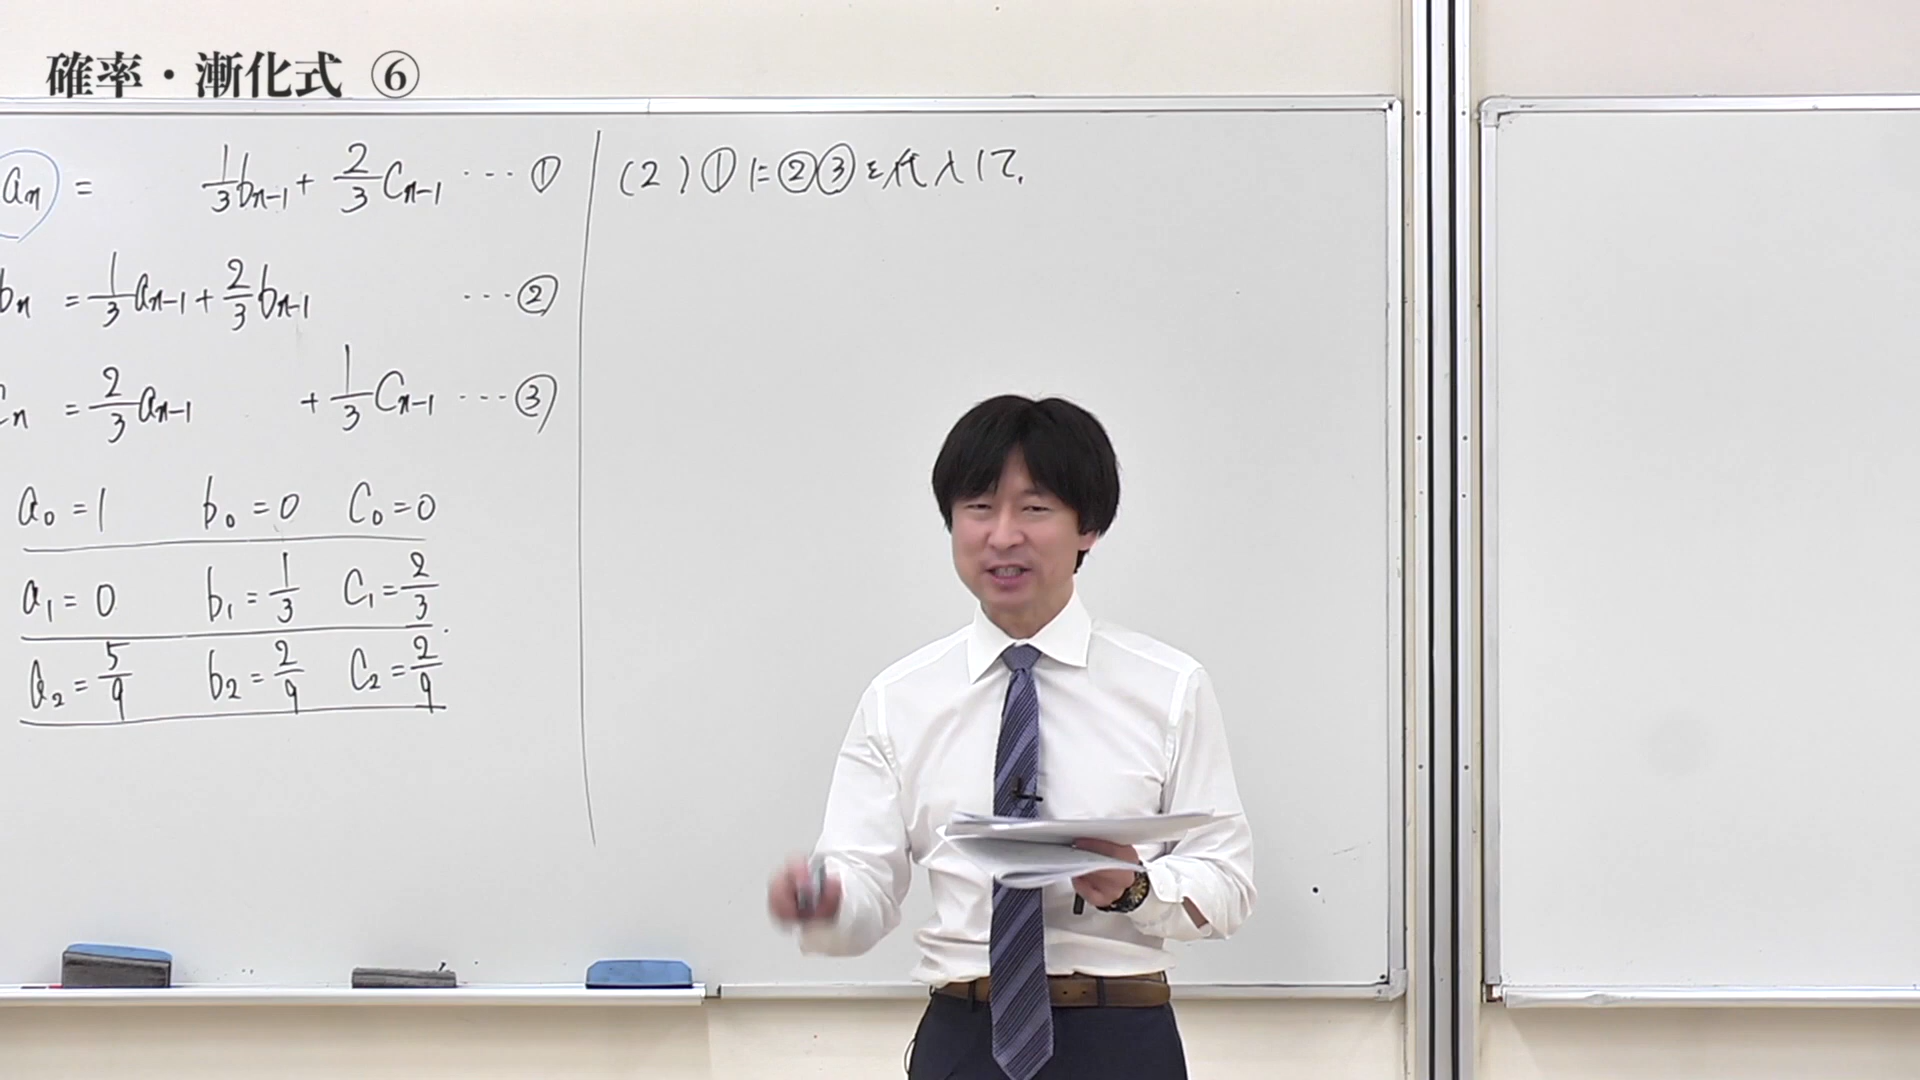 確率・漸化式 ⑥
aₙ = 1/3 bₙ₋₁ + 2/3 Cₙ₋₁ … ①
bₙ = 1/3 aₙ₋₁ + 2/3 bₙ₋₁ … ②
Cₙ = 2/3 aₙ₋₁ + 1/3 Cₙ₋₁ … ③
a₀ = 1 b₀ = 0 C₀ = 0
a₁ = 0 b₁ = 1/3 C₁ = 2/3
a₂ = 5/9 b₂ = 2/9 C₂ = 2/9
(2) ①に②③を代入して,